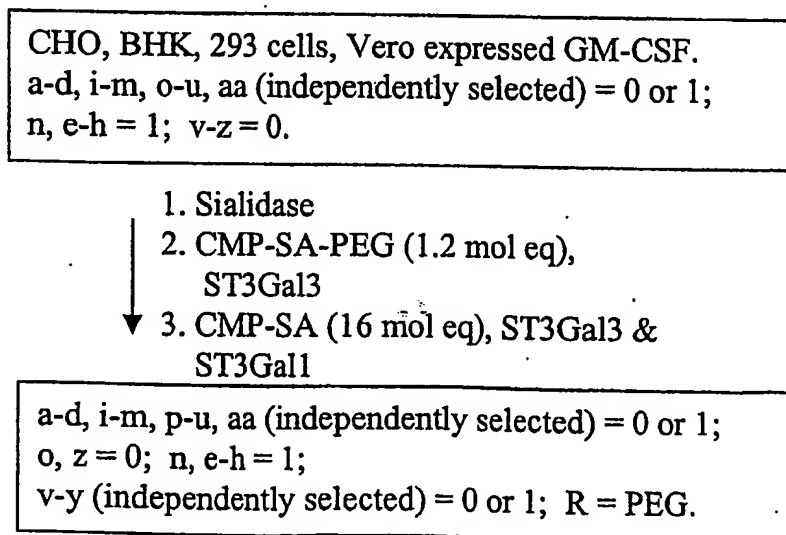 CHO, BHK, 293 cells, Vero expressed GM-CSF.
a-d, i-m, o-u, aa (independently selected) = 0 or 1;
n, e-h = 1; v-z = 0.
1. Sialidase
2. CMP-SA-PEG (1.2 mol eq),
ST3Gal3
3. CMP-SA (16 mol eq), ST3Gal3 &
ST3Gal1
a-d, i-m, p-u, aa (independently selected) = 0 or 1;
o, z = 0; n, e-h = 1;
v-y (independently selected) = 0 or 1; R = PEG.